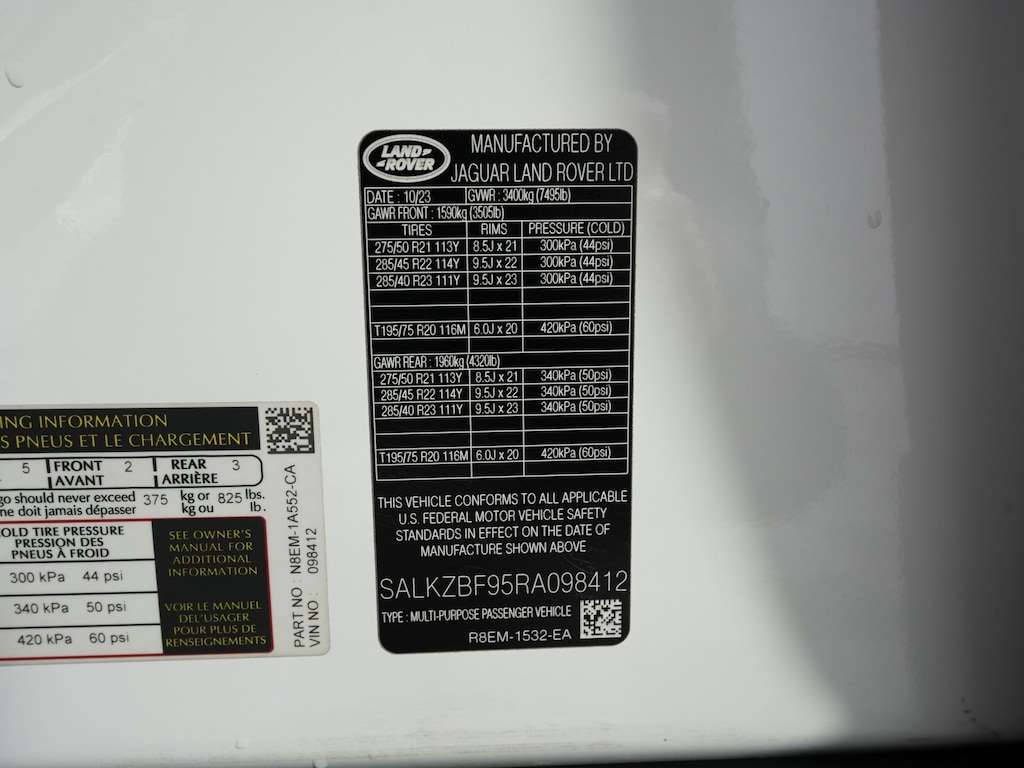 LAND-
-ROVER
MANUFACTURED BY
JAGUAR LAND ROVER LTD
DATE : 10/23 GVWR : 3400kg (7495lb)
GAWR FRONT : 1590kg (3505lb)
TIRES RIMS PRESSURE (COLD)
275/50 R21 113Y 8.5J x 21 300kPa (44psi)
285/45 R22 114Y 9.5J x 22 300kPa (44psi)
285/40 R23 111Y 9.5J x 23 300kPa (44psi)
T195/75 R20 116M 6.0J x 20 420kPa (60psi)
GAWR REAR : 1960kg (4320lb)
275/50 R21 113Y 8.5J x 21 340kPa (50psi)
285/45 R22 114Y 9.5J x 22 340kPa (50psi)
285/40 R23 111Y 9.5J x 23 340kPa (50psi)
T195/75 R20 116M 6.0J x 20 420kPa (60psi)
THIS VEHICLE CONFORMS TO ALL APPLICABLE
U.S. FEDERAL MOTOR VEHICLE SAFETY
STANDARDS IN EFFECT ON THE DATE OF
MANUFACTURE SHOWN ABOVE
SALKZBF95RA098412
TYPE : MULTI-PURPOSE PASSENGER VEHICLE
R8EM-1532-EA
ING INFORMATION
S PNEUS ET LE CHARGEMENT
5 FRONT 2 REAR 3
AVANT ARRIÈRE
go should never exceed 375 kg or 825 lbs.
ne doit jamais dépasser kg ou lb.
COLD TIRE PRESSURE
PRESSION DES
PNEUS À FROID
300 kPa 44 psi
340 kPa 50 psi
420 kPa 60 psi
SEE OWNER'S
MANUAL FOR
ADDITIONAL
INFORMATION
VOIR LE MANUEL
DE L'USAGER
POUR PLUS DE
RENSEIGNEMENTS
PART NO : N8EM-1A552-CA
VIN NO : 098412